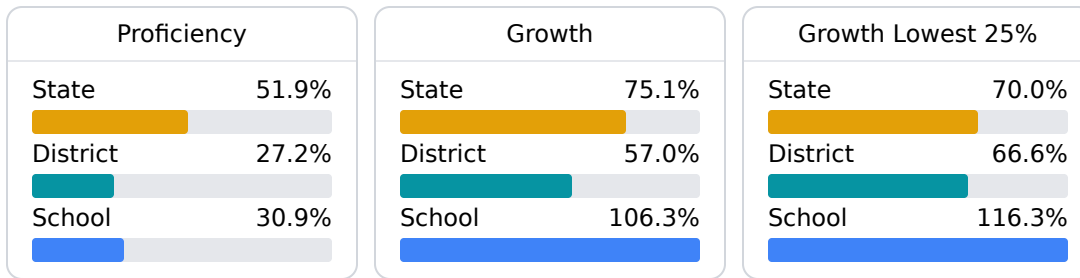 Proficiency
State 51.9%
District 27.2%
School 30.9%
Growth
State 75.1%
District 57.0%
School 106.3%
Growth Lowest 25%
State 70.0%
District 66.6%
School 116.3%